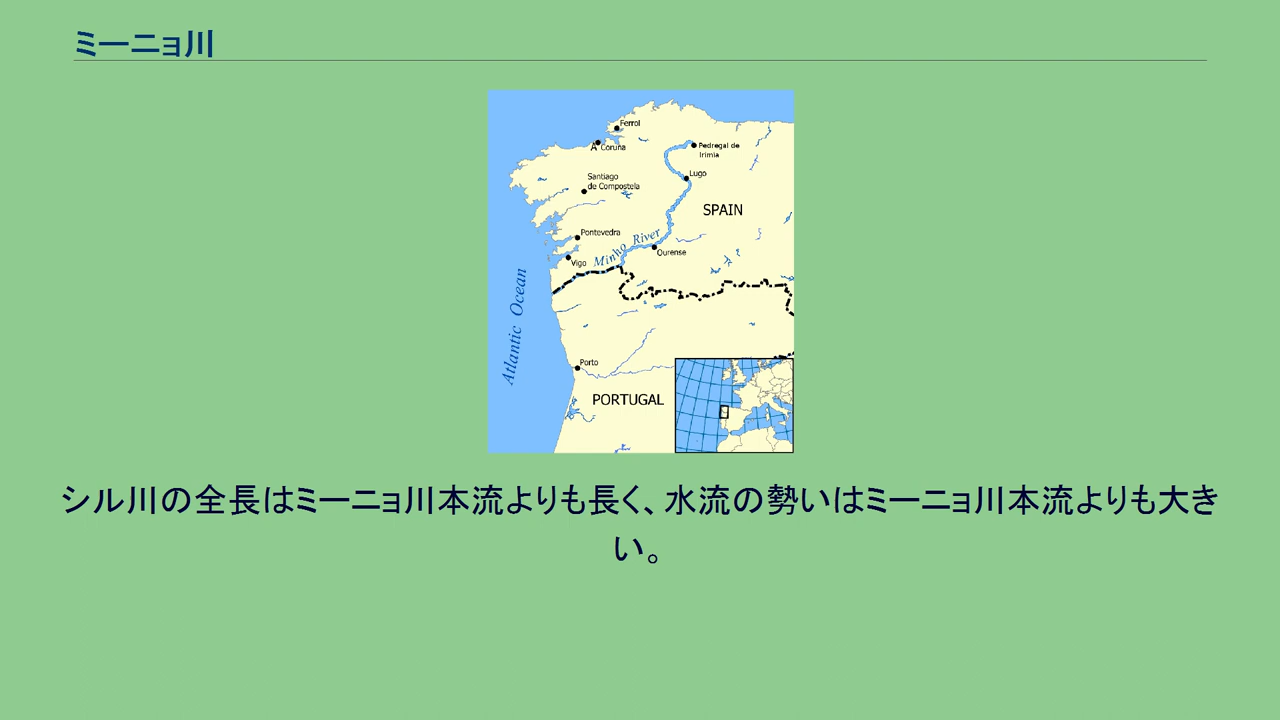 ミーニョ川
Ferrol
A Coruña
Pedregal de
Irimia
Lugo
Santiago
de Compostela
SPAIN
Pontevedra
Minho River
Ourense
Vigo
Atlantic Ocean
Porto
PORTUGAL
シル川の全長はミーニョ川本流よりも長く、水流の勢いはミーニョ川本流よりも大き
い。